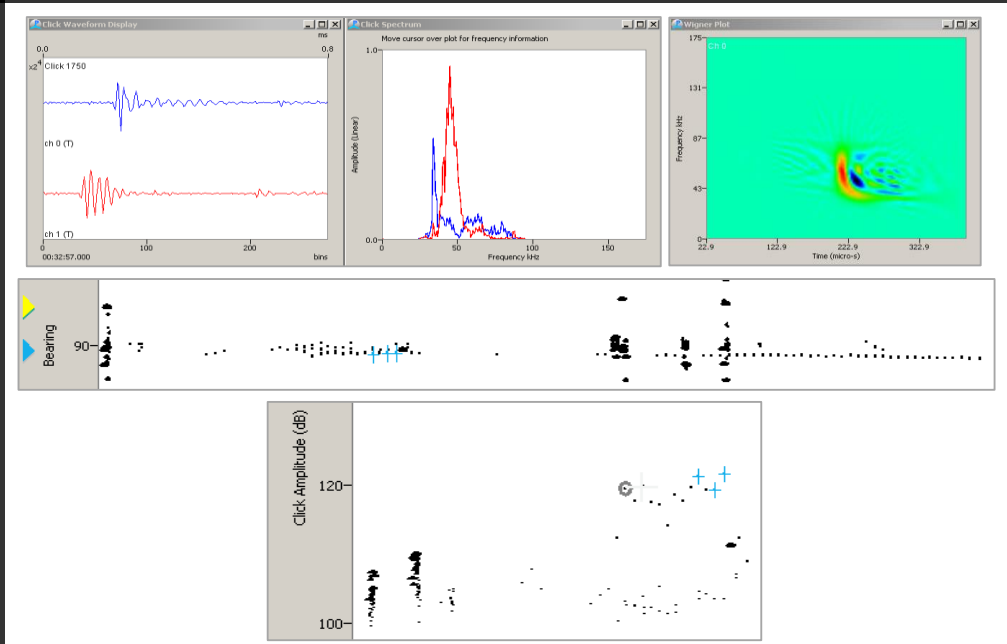 Click Waveform Display
ms
0.0
0.8
x2⁴
Click 1750
ch 0 (T)
ch 1 (T)
0
100
200
00:32:57.000
bins
Click Spectrum
Move cursor over plot for frequency information
1.0
Amplitude (Linear)
0.0
0
50
100
150
Frequency kHz
Wigner Plot
175
Ch 0
131
87
43
0
Frequency kHz
22.9
122.9
222.9
322.9
Time (micro-s)
Bearing
90
Click Amplitude (dB)
120
100